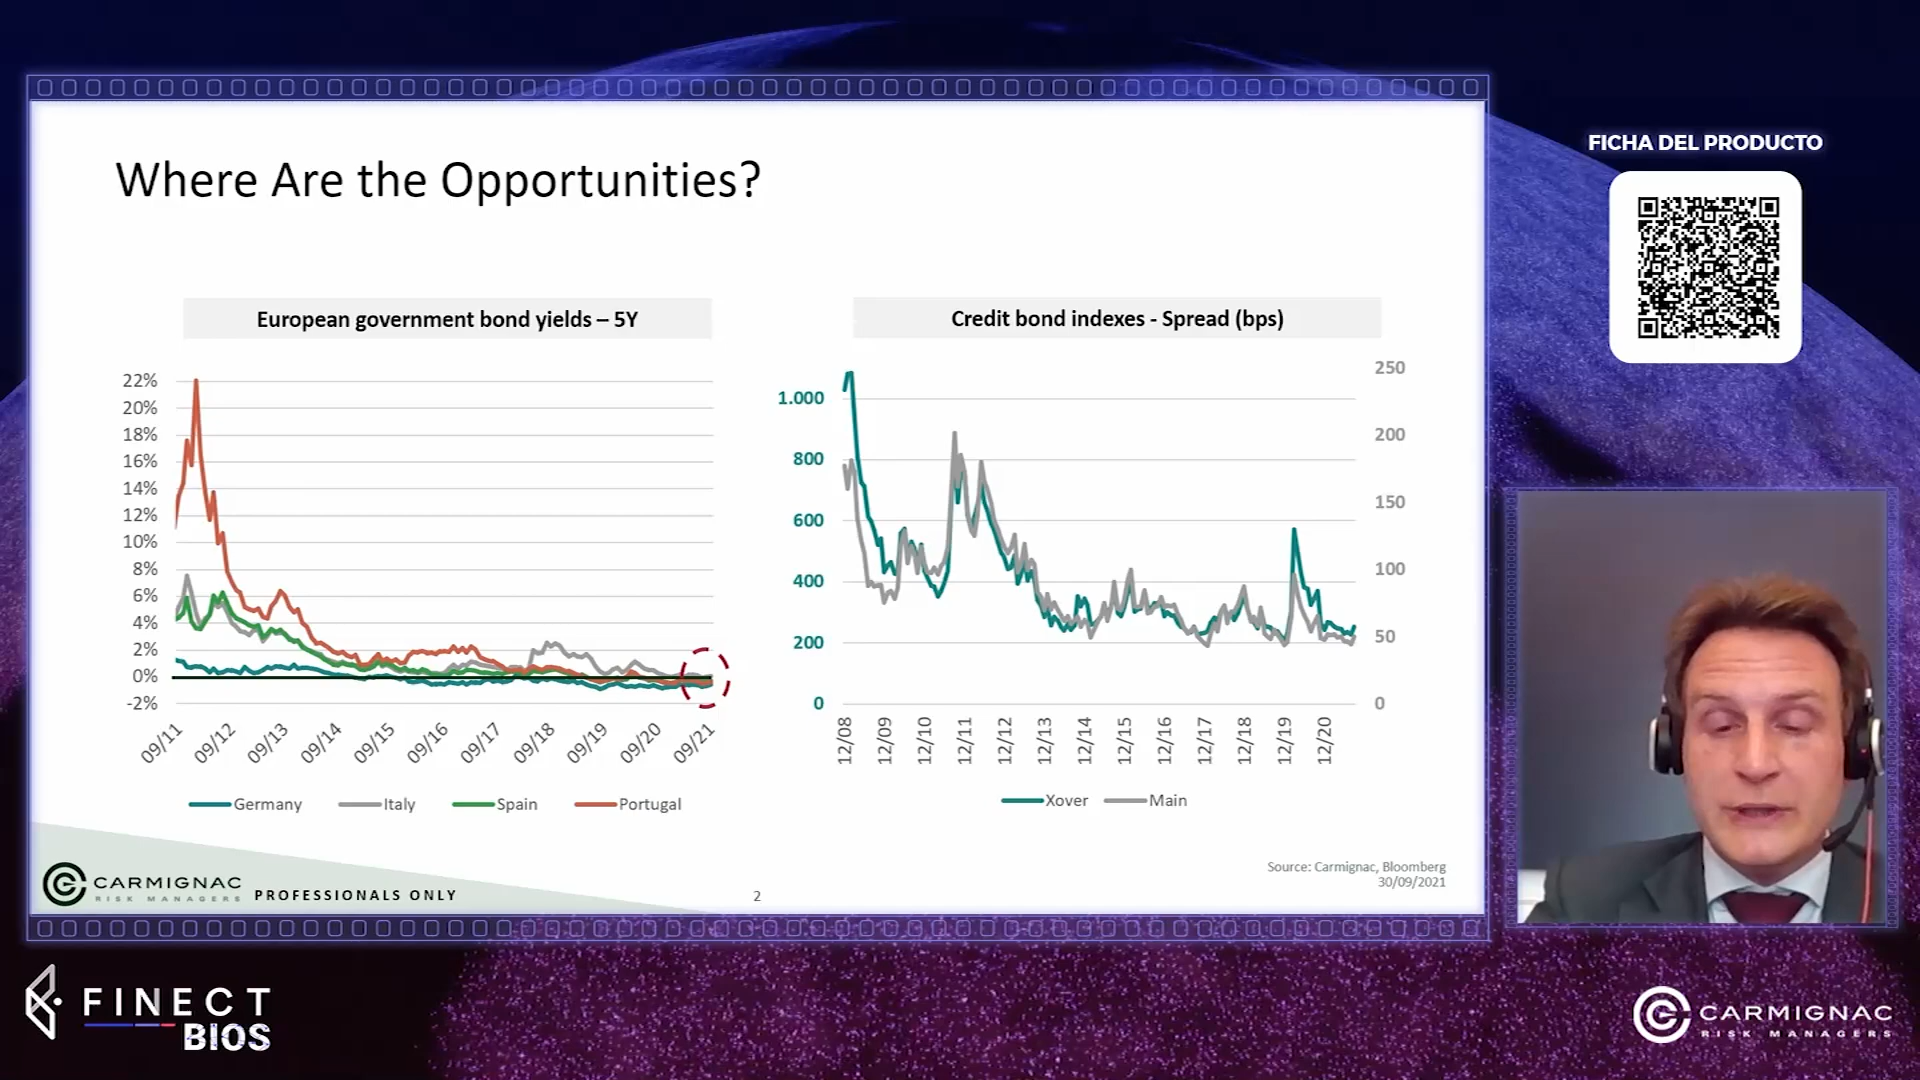 Where Are the Opportunities?
European government bond yields – 5Y
22%
20%
18%
16%
14%
12%
10%
8%
6%
4%
2%
0%
-2%
09/11
09/12
09/13
09/14
09/15
09/16
09/17
09/18
09/19
09/20
09/21
Germany
Italy
Spain
Portugal
Credit bond indexes - Spread (bps)
1.000
800
600
400
200
0
250
200
150
100
50
0
12/08
12/09
12/10
12/11
12/12
12/13
12/14
12/15
12/16
12/17
12/18
12/19
12/20
Xover
Main
Source: Carmignac, Bloomberg
30/09/2021
CARMIGNAC
RISK MANAGERS
PROFESSIONALS ONLY
2
FICHA DEL PRODUCTO
FINECT
BIOS
CARMIGNAC
RISK MANAGERS